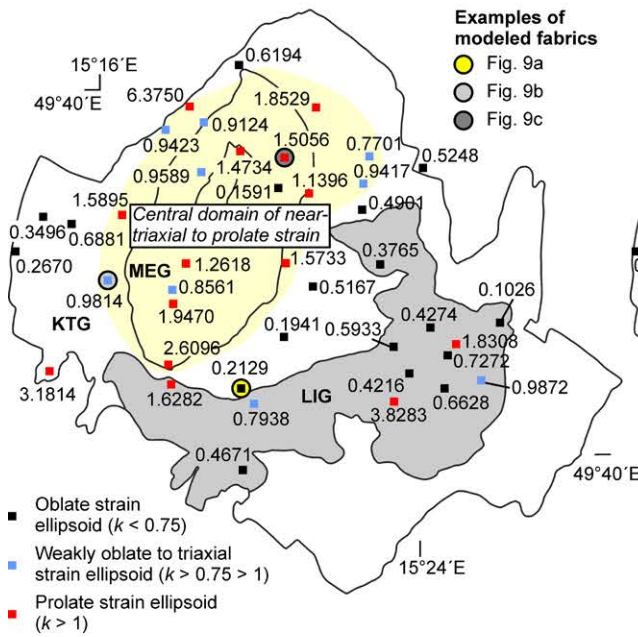 Examples of
modeled fabrics
Fig. 9a
Fig. 9b
Fig. 9c
15°16´E
49°40´E
0.6194
6.3750
1.8529
0.9423
0.9124
1.5056
0.7701
0.9589
1.4734
0.9417
0.5248
0.1591
1.1396
0.4901
1.5895
Central domain of near-
triaxial to prolate strain
0.3496
0.6881
0.2670
0.3765
MEG
1.2618
1.5733
0.9814
0.8561
0.5167
0.1026
KTG
1.9470
0.4274
0.1941
0.5933
1.8308
2.6096
0.7272
3.1814
0.2129
0.9872
1.6282
LIG
0.4216
0.6628
0.7938
3.8283
0.4671
49°40´E
15°24´E
Oblate strain
ellipsoid (k < 0.75)
Weakly oblate to triaxial
strain ellipsoid (k > 0.75 > 1)
Prolate strain ellipsoid
(k > 1)